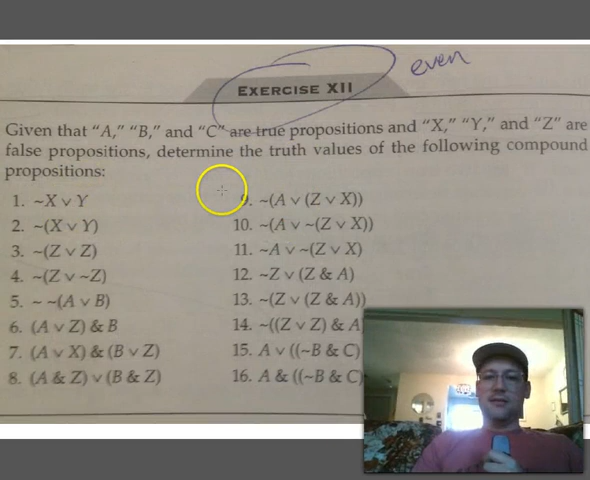 even
EXERCISE XII
Given that "A," "B," and "C" are true propositions and "X," "Y," and "Z" are
false propositions, determine the truth values of the following compound
propositions:
1. ~X v Y
2. ~(X v Y)
3. ~(Z v Z)
4. ~(Z v ~Z)
5. ~ ~(A v B)
6. (A v Z) & B
7. (A v X) & (B v Z)
8. (A & Z) v (B & Z)
9. ~(A v (Z v X))
10. ~(A v ~(Z v X))
11. ~A v ~(Z v X)
12. ~Z v (Z & A)
13. ~(Z v (Z & A))
14. ~((Z v Z) & A
15. A v ((~B & C)
16. A & ((~B & C)